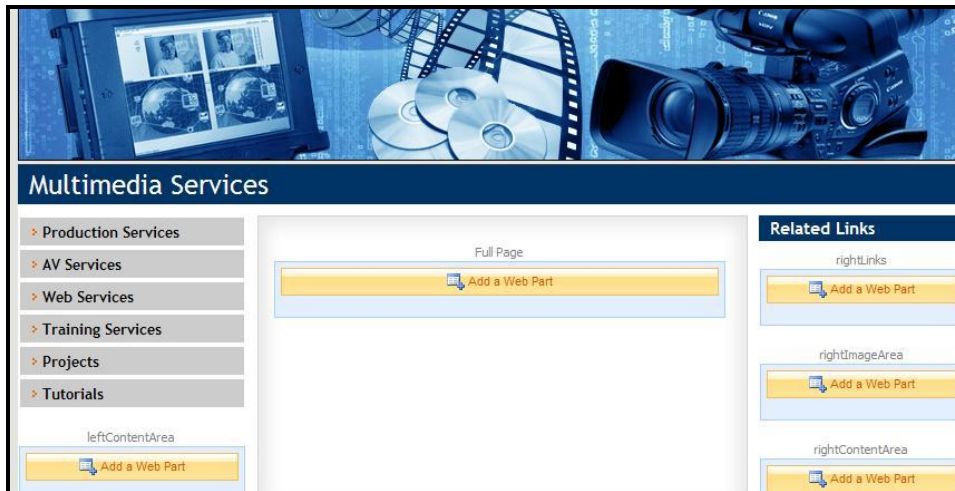 Multimedia Services
Production Services
AV Services
Web Services
Training Services
Projects
Tutorials
leftContentArea
Add a Web Part
Full Page
Add a Web Part
Related Links
rightLinks
Add a Web Part
rightImageArea
Add a Web Part
rightContentArea
Add a Web Part